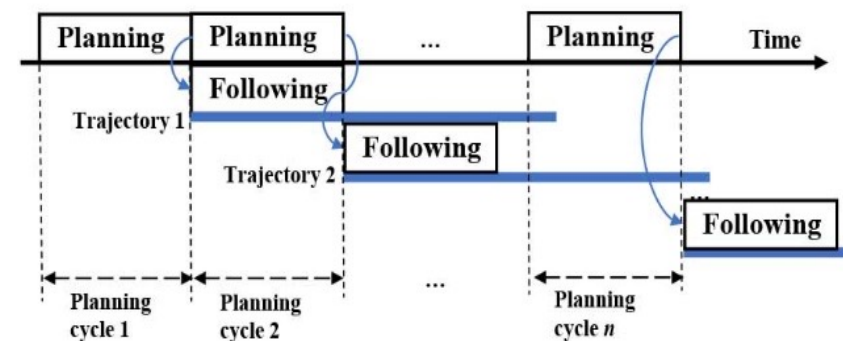 Planning Planning ... Planning Time
Following
Trajectory 1
Following
Trajectory 2
...
Following
...
Planning
cycle 1
Planning
cycle 2
Planning
cycle n